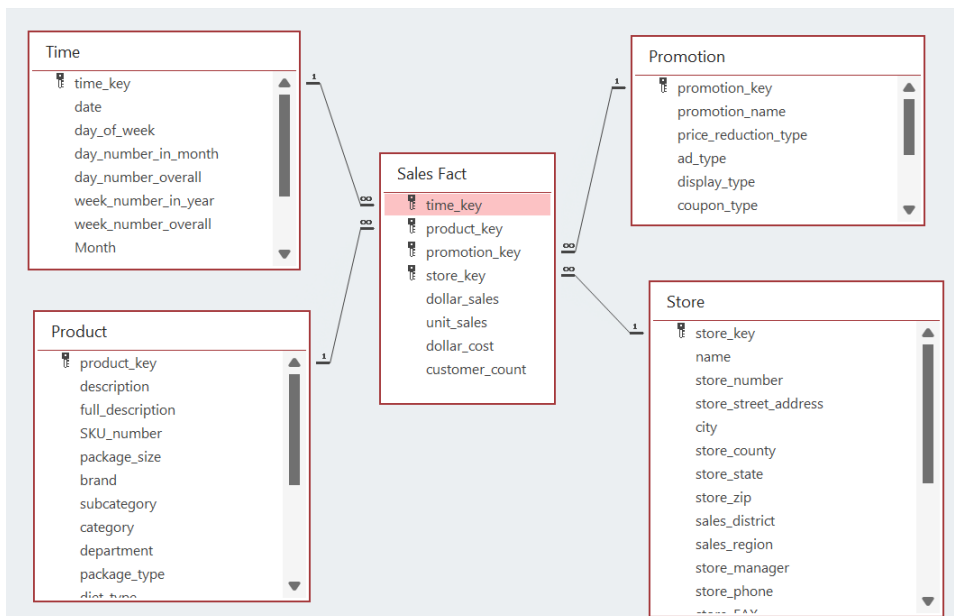 Time
time_key
date
day_of_week
day_number_in_month
day_number_overall
week_number_in_year
week_number_overall
Month
Product
product_key
description
full_description
SKU_number
package_size
brand
subcategory
category
department
package_type
diet_type
Sales Fact
time_key
product_key
promotion_key
store_key
dollar_sales
unit_sales
dollar_cost
customer_count
Promotion
promotion_key
promotion_name
price_reduction_type
ad_type
display_type
coupon_type
Store
store_key
name
store_number
store_street_address
city
store_county
store_state
store_zip
sales_district
sales_region
store_manager
store_phone
store_FAX
1
∞
∞
1
1
∞
∞
1